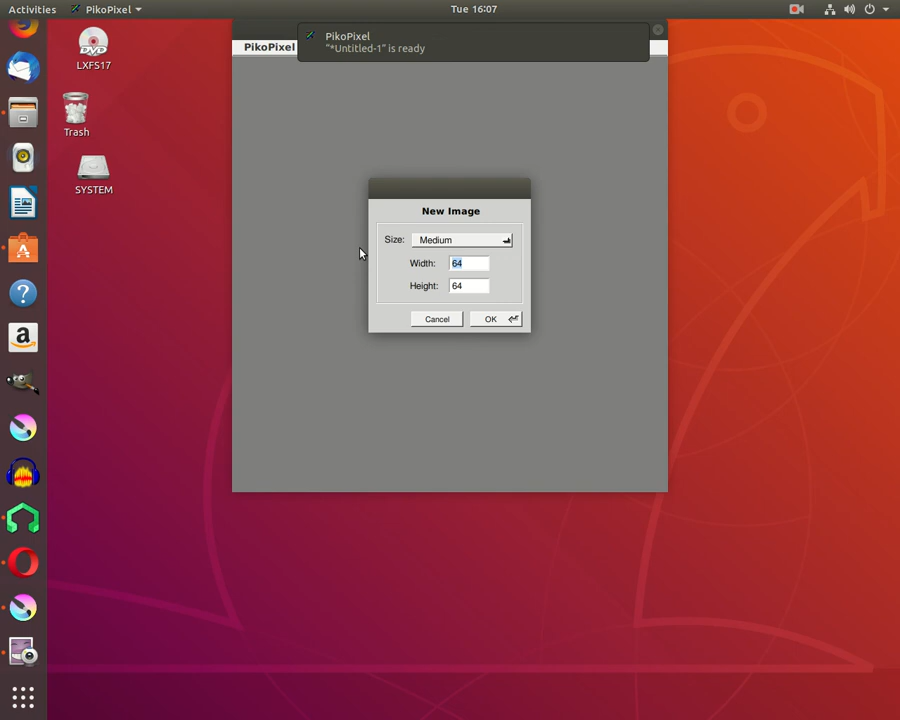 Activities PikoPixel Tue 16:07
PikoPixel
"*Untitled-1" is ready
PikoPixel
LXFS17
Trash
SYSTEM
New Image
Size: Medium
Width: 64
Height: 64
Cancel OK